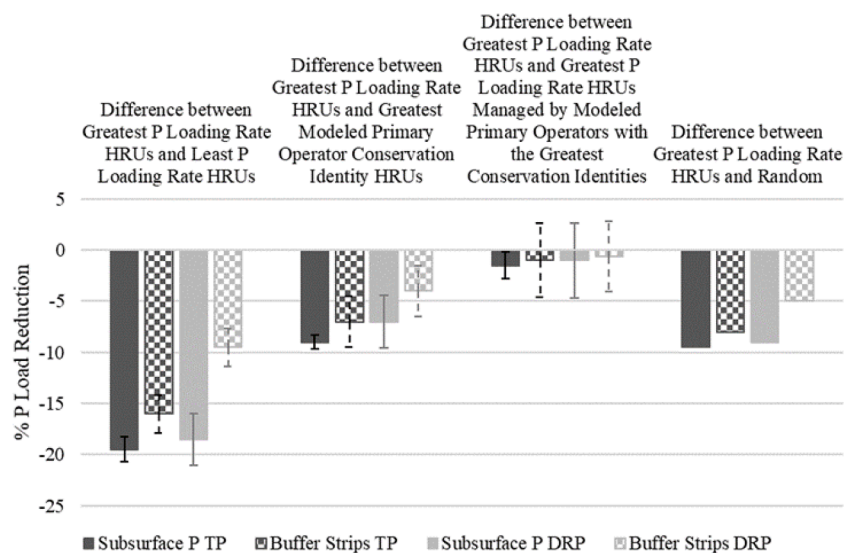 Difference between
Greatest P Loading Rate
HRUs and Least P
Loading Rate HRUs
Difference between
Greatest P Loading Rate
HRUs and Greatest
Modeled Primary
Operator Conservation
Identity HRUs
Difference between
Greatest P Loading Rate
HRUs and Greatest P
Loading Rate HRUs
Managed by Modeled
Primary Operators with
the Greatest
Conservation Identities
Difference between
Greatest P Loading Rate
HRUs and Random
% P Load Reduction
5
0
-5
-10
-15
-20
-25
Subsurface P TP
Buffer Strips TP
Subsurface P DRP
Buffer Strips DRP